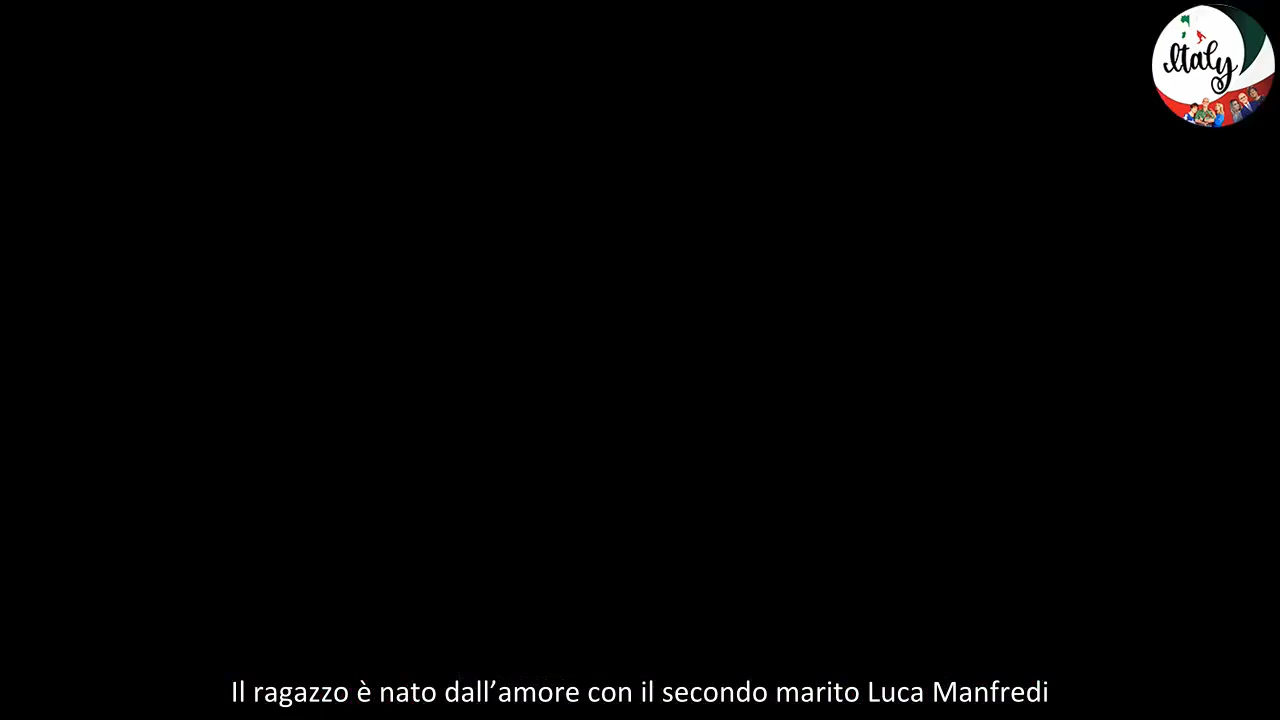 Italy
Il ragazzo è nato dall’amore con il secondo marito Luca Manfredi